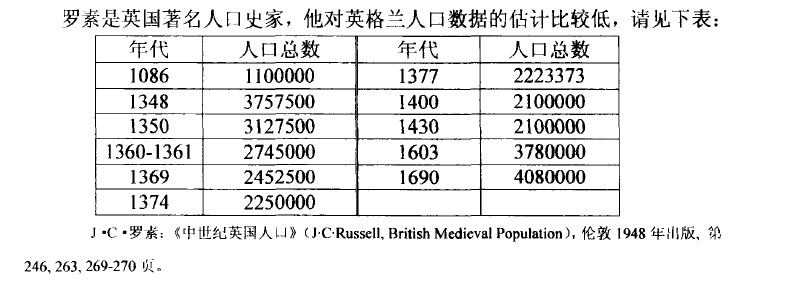 罗素是英国著名人口史家，他对英格兰人口数据的估计比较低，请见下表：
年代 人口总数 年代 人口总数
1086 1100000 1377 2223373
1348 3757500 1400 2100000
1350 3127500 1430 2100000
1360-1361 2745000 1603 3780000
1369 2452500 1690 4080000
1374 2250000
J·C·罗素：《中世纪英国人口》（J·C·Russell, British Medieval Population），伦敦 1948 年出版，第
246, 263, 269-270 页。